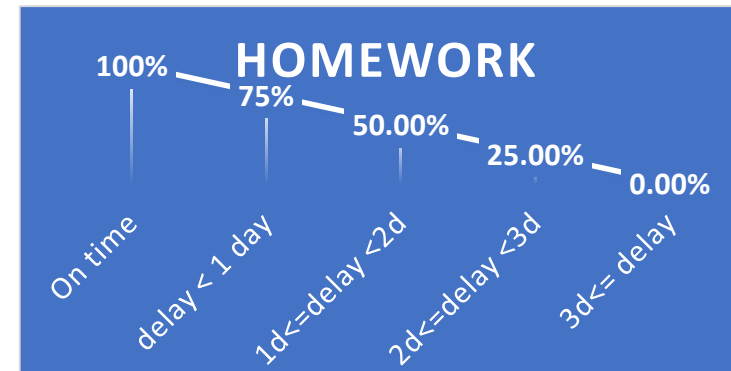 HOMEWORK
100%
75%
50.00%
25.00%
0.00%
On time
delay < 1 day
1d<=delay <2d
2d<=delay <3d
3d<= delay